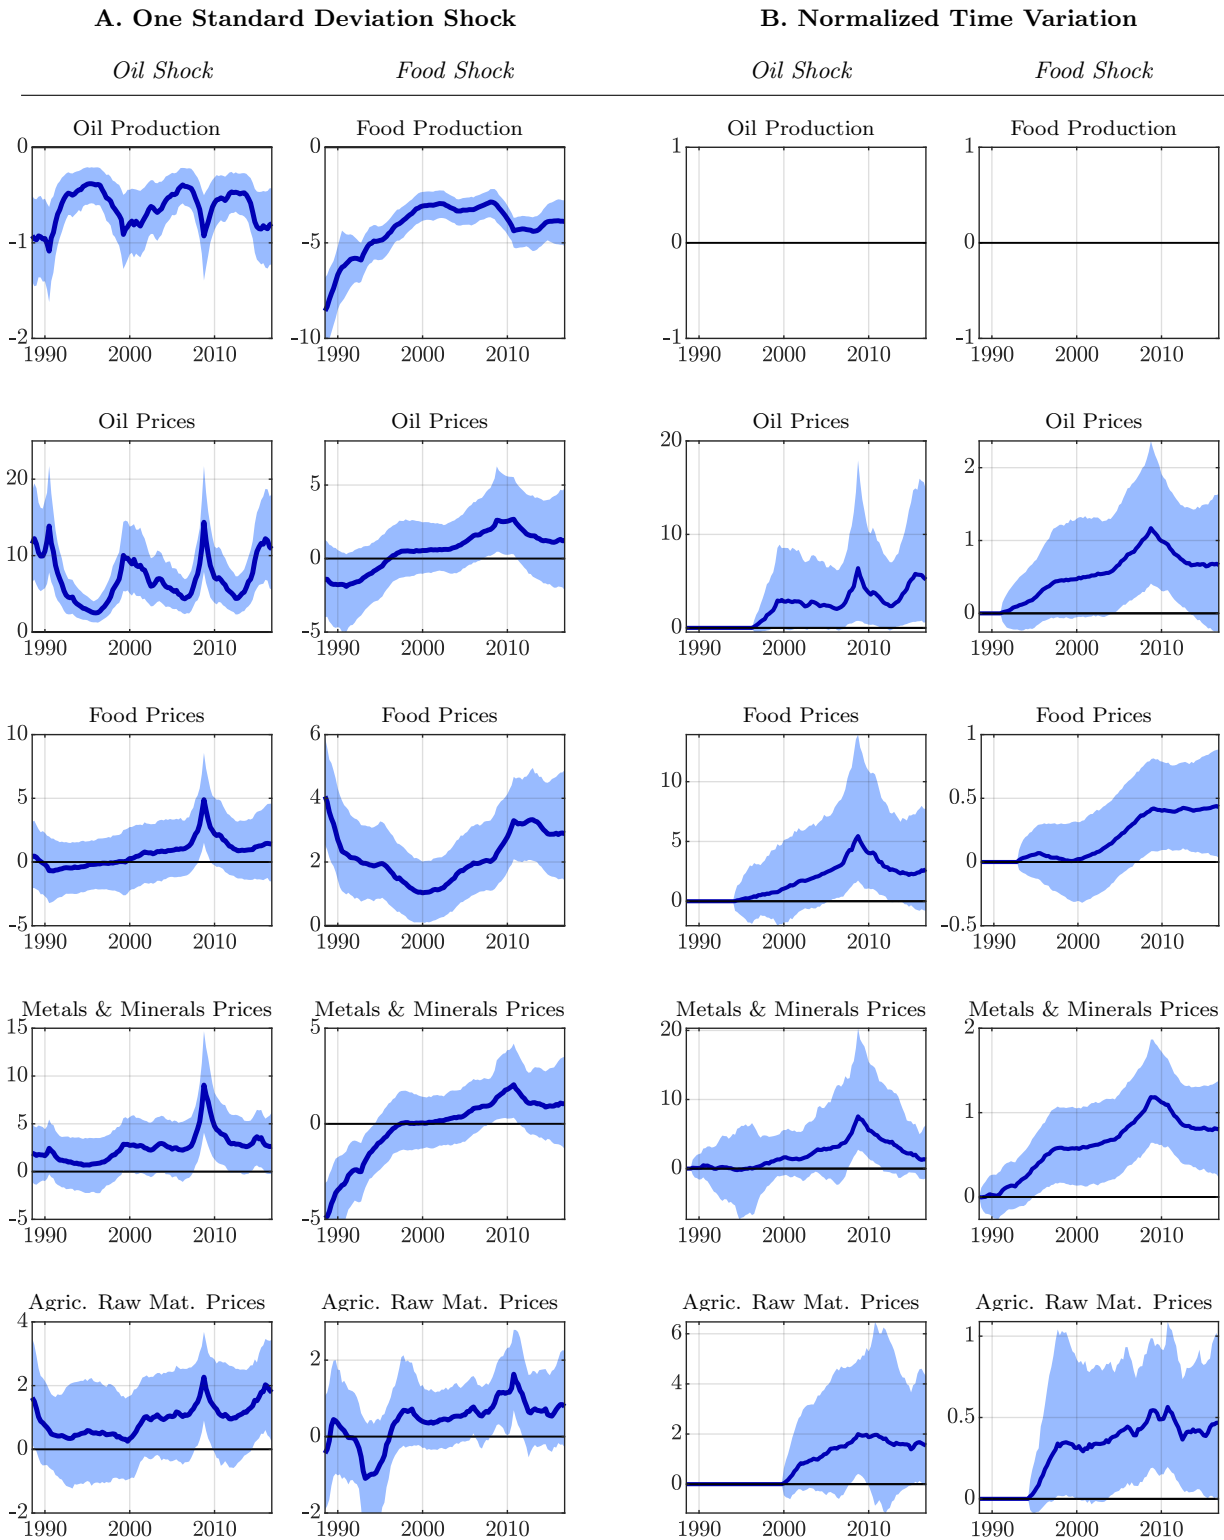 A. One Standard Deviation Shock B. Normalized Time Variation
Oil Shock Food Shock Oil Shock Food Shock
Oil Production Food Production Oil Production Food Production
0 0 1 1
-1 -5 0 0
-2 -10 -1 -1
1990 2000 2010 1990 2000 2010 1990 2000 2010 1990 2000 2010
Oil Prices Oil Prices Oil Prices Oil Prices
20 5 20 2
10 0 10 1
0 -5 0 0
1990 2000 2010 1990 2000 2010 1990 2000 2010 1990 2000 2010
Food Prices Food Prices Food Prices Food Prices
10 6 10 1
5 4 5 0.5
0 2 0 0
-5 0 -0.5
1990 2000 2010 1990 2000 2010 1990 2000 2010 1990 2000 2010
Metals & Minerals Prices Metals & Minerals Prices Metals & Minerals Prices Metals & Minerals Prices
15 5 20 2
10 0 10 1
5 -5 0 0
0
-5
1990 2000 2010 1990 2000 2010 1990 2000 2010 1990 2000 2010
Agric. Raw Mat. Prices Agric. Raw Mat. Prices Agric. Raw Mat. Prices Agric. Raw Mat. Prices
4 2 6 1
2 0 4 0.5
0 -2 2 0
-2 0
1990 2000 2010 1990 2000 2010 1990 2000 2010 1990 2000 2010